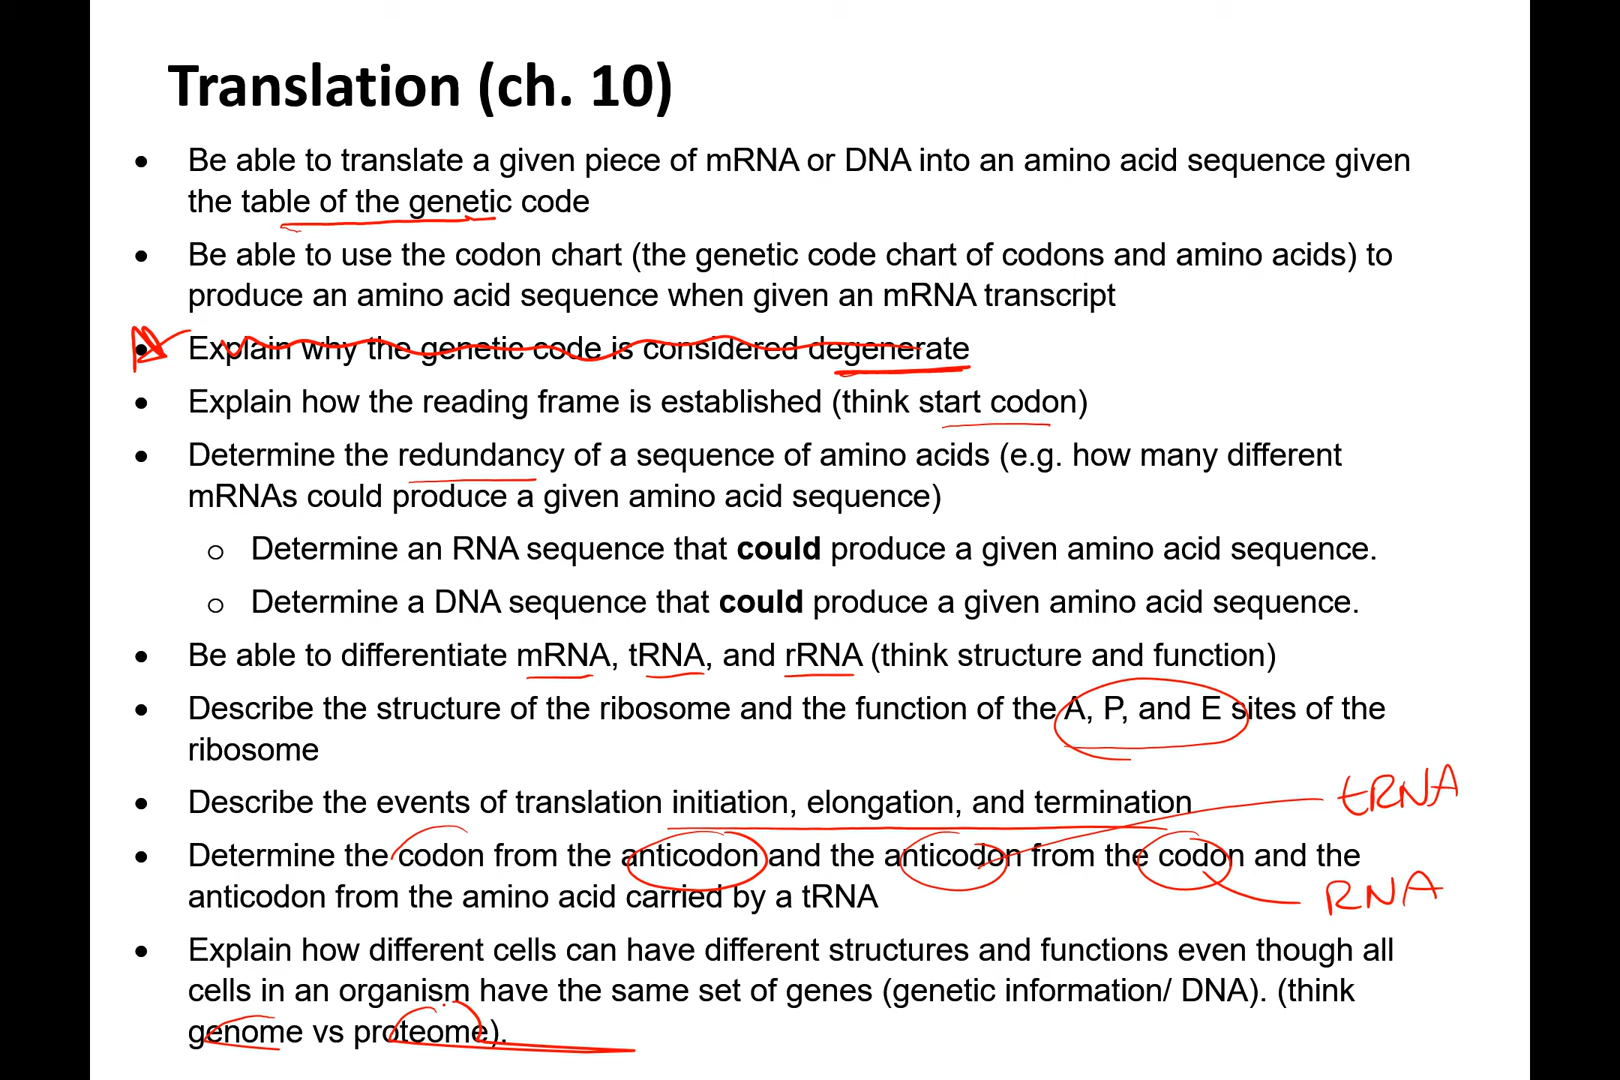 Translation (ch. 10)
• Be able to translate a given piece of mRNA or DNA into an amino acid sequence given
the table of the genetic code
• Be able to use the codon chart (the genetic code chart of codons and amino acids) to
produce an amino acid sequence when given an mRNA transcript
• Explain why the genetic code is considered degenerate
• Explain how the reading frame is established (think start codon)
• Determine the redundancy of a sequence of amino acids (e.g. how many different
mRNAs could produce a given amino acid sequence)
o Determine an RNA sequence that could produce a given amino acid sequence.
o Determine a DNA sequence that could produce a given amino acid sequence.
• Be able to differentiate mRNA, tRNA, and rRNA (think structure and function)
• Describe the structure of the ribosome and the function of the A, P, and E sites of the
ribosome
• Describe the events of translation initiation, elongation, and termination
tRNA
• Determine the codon from the anticodon and the anticodon from the codon and the
anticodon from the amino acid carried by a tRNA
RNA
• Explain how different cells can have different structures and functions even though all
cells in an organism have the same set of genes (genetic information/ DNA). (think
genome vs proteome).